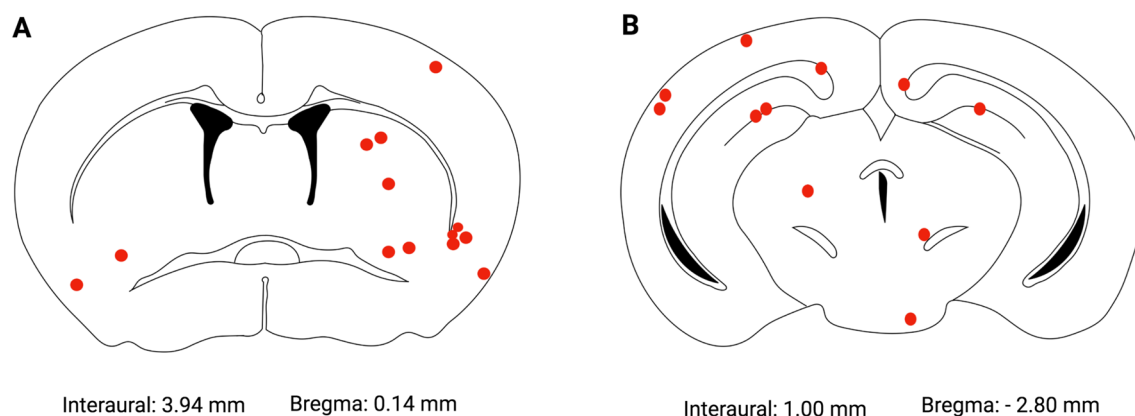 A
B
Interaural: 3.94 mm Bregma: 0.14 mm
Interaural: 1.00 mm Bregma: - 2.80 mm